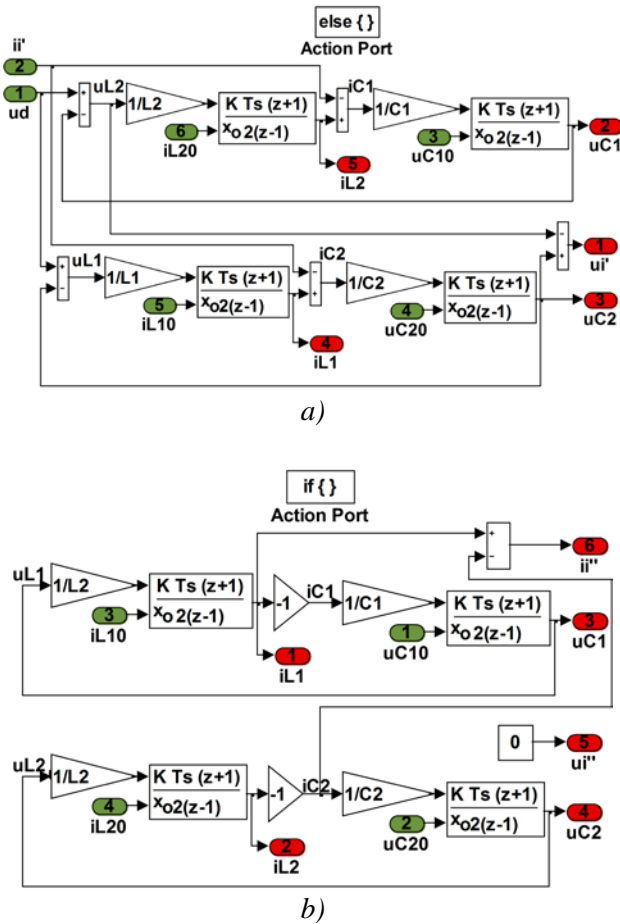 else { }
Action Port
ii'
2
1
ud
uL2
1/L2
K Ts (z+1)
xo 2(z-1)
6
iL20
5
iL2
iC1
1/C1
K Ts (z+1)
xo 2(z-1)
3
uC10
2
uC1
1
ui'
uL1
1/L1
K Ts (z+1)
xo2(z-1)
5
iL10
4
iL1
iC2
1/C2
K Ts (z+1)
xo2(z-1)
4
uC20
3
uC2
a)
if { }
Action Port
6
ii"
uL1
1/L2
K Ts (z+1)
xo 2(z-1)
3
iL10
1
iL1
-1
iC1
1/C1
K Ts (z+1)
xo 2(z-1)
1
uC10
3
uC1
0
5
ui"
uL2
1/L2
K Ts (z+1)
xo2(z-1)
4
iL20
2
iL2
-1
iC2
1/C2
K Ts (z+1)
xo2(z-1)
2
uC20
4
uC2
b)